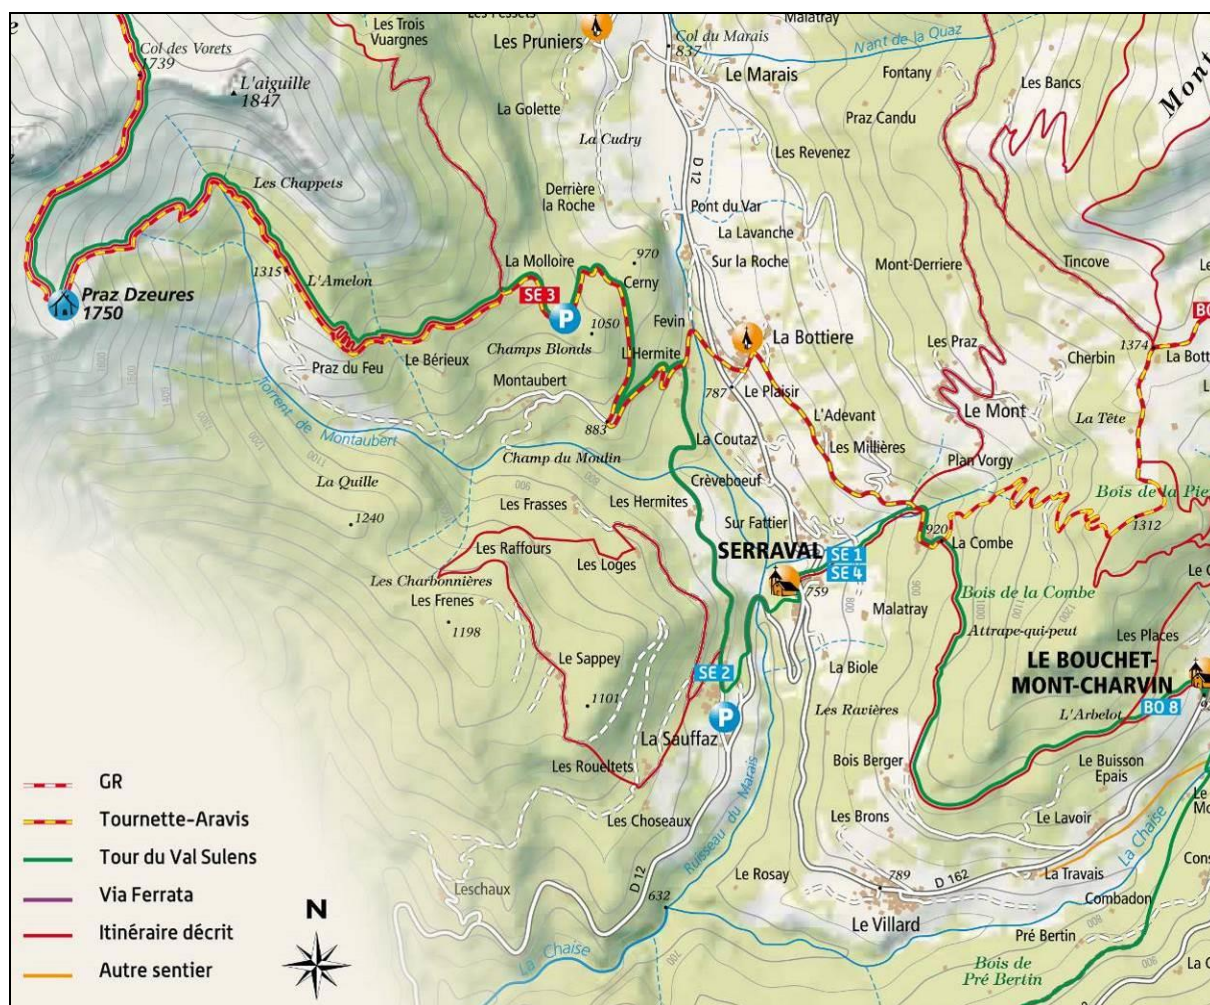 Les Trois
Vuargnes
Les Pruniers
Col du Marais
837
Malatray
Nant de la Quaz
Col des Vorets
1739
L'aiguille
1847
Le Marais
Fontany
Les Bancs
Mont
La Golette
La Cudry
Praz Candu
Les Revenez
D 12
Les Chappets
Derrière
la Roche
Pont du Var
La Lavanche
Sur la Roche
Mont-Derriere
Tincove
La Molloire
970
Cerny
1315
L'Amelon
Praz Dzeures
1750
SE 3
P
1050
Fevin
La Bottiere
Les Praz
1374
Cherbin
La Bott
Champs Blonds
L'Hermite
Le Bérieux
Praz du Feu
Montaubert
787
Le Plaisir
L'Adevant
Le Mont
La Tête
Torrent de Montaubert
883
La Coutaz
Les Millières
Champ du Moulin
Plan Vorgy
Crèveboeuf
Bois de la Pie
La Quille
1240
Les Frasses
Les Hermites
Sur Fattier
920
1312
La Combe
SERRAVAL
SE 1
SE 4
Les Raffours
Les Loges
759
Les Charbonnières
Les Frenes
1198
Malatray
Bois de la Combe
Attrape-qui-peut
Les Places
Le Sappey
SE 2
La Biole
LE BOUCHET-
MONT-CHARVIN
1101
P
Les Ravières
L'Arbelot
BO 8
La Sauffaz
Les Roueltets
Bois Berger
Le Buisson
Epais
Ruisseau du Marais
Les Choseaux
Les Brons
Le Lavoir
La Chaise
D 12
Leschaux
632
Le Rosay
789
D 162
La Travais
Combadon
Le Villard
Pré Bertin
La Chaise
Bois de
Pré Bertin
GR
Tournette-Aravis
Tour du Val Sulens
Via Ferrata
Itinéraire décrit
Autre sentier
N